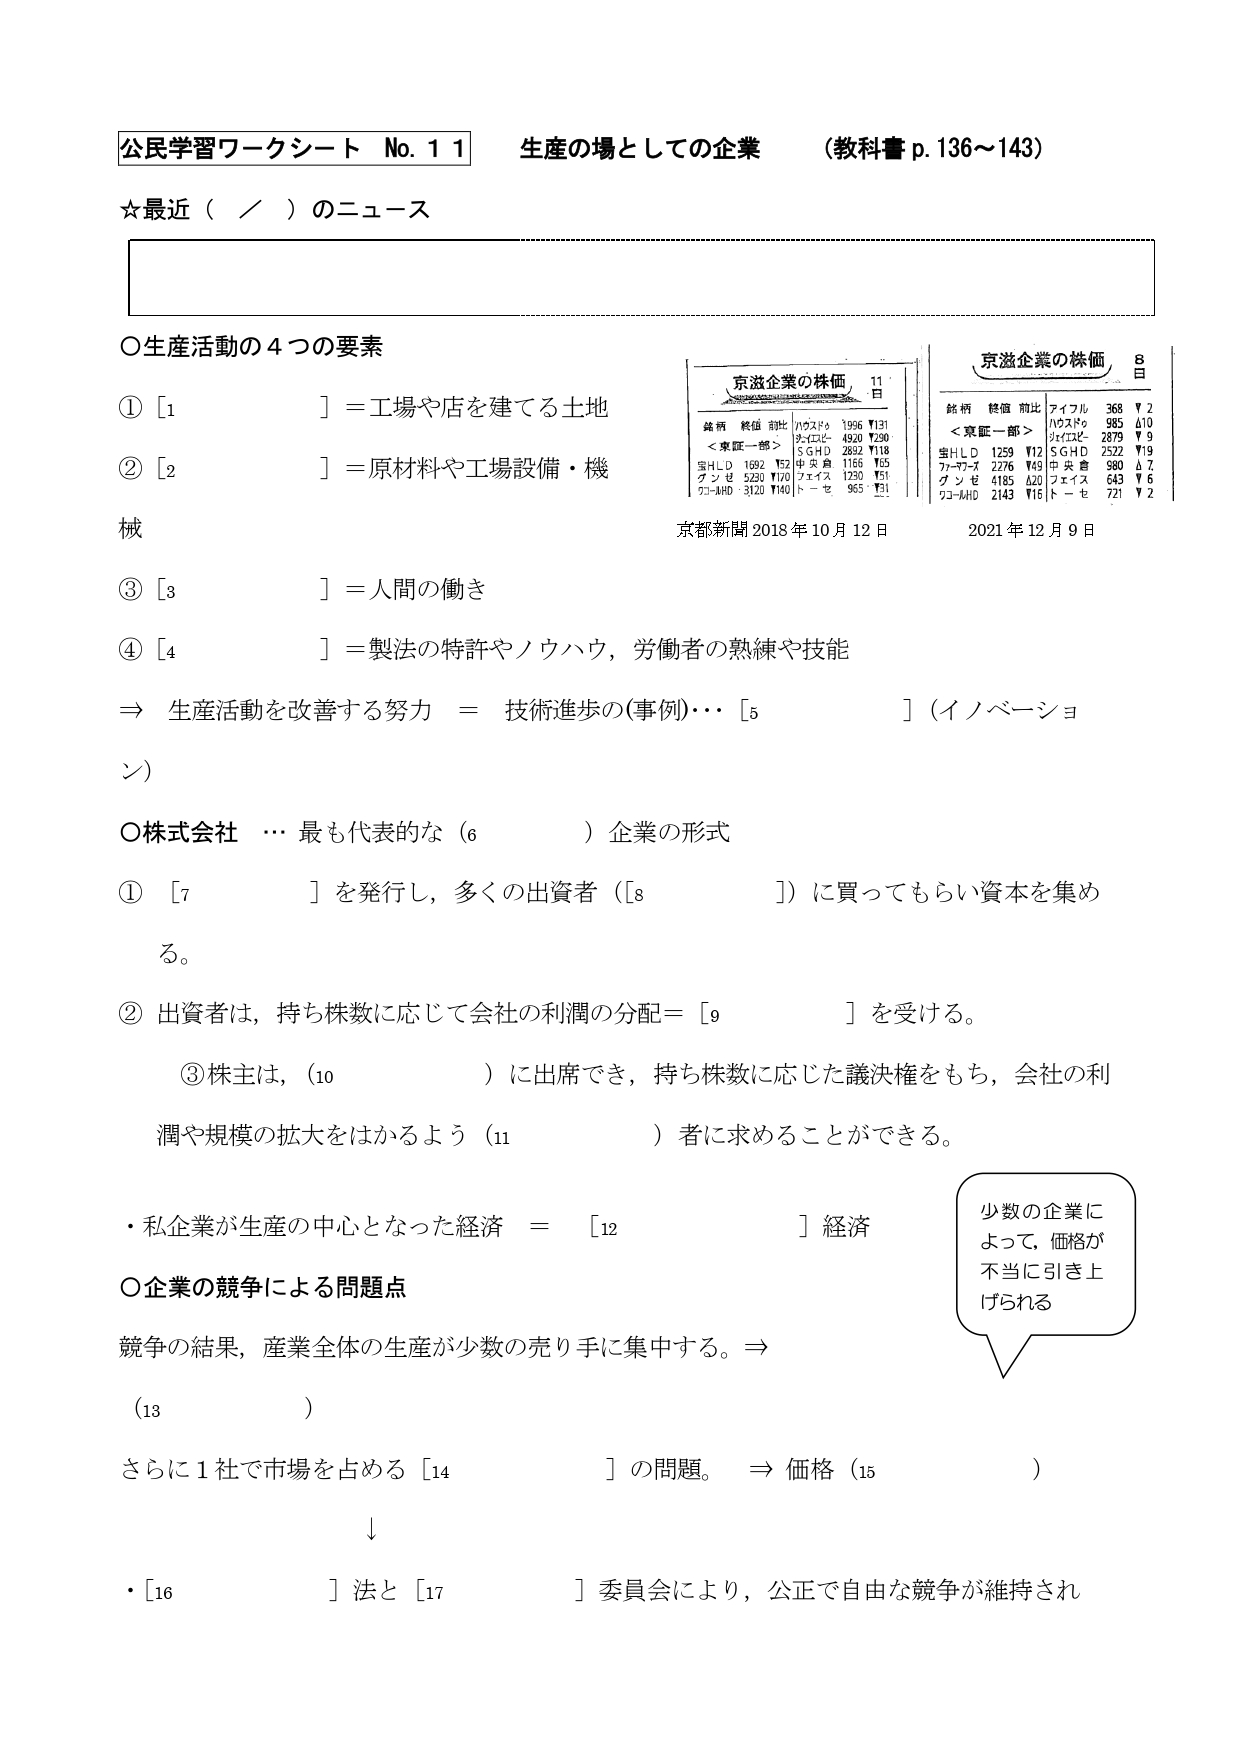 公民学習ワークシート　No.１１　　生産の場としての企業　　（教科書 p.136～143）
☆最近（　／　）のニュース
〇生産活動の４つの要素
①［1　　　　　　］＝工場や店を建てる土地
②［2　　　　　　］＝原材料や工場設備・機
械
京滋企業の株価　11日
銘柄　終値　前比
＜東証一部＞
宝HLD　1692　▼52
グンゼ　5230　▼170
ワコールHD　3120　▼140
ハウスドゥ　1996　▼131
ジェイエスビー　4920　▼290
SGHD　2892　▼118
中央倉　1166　▼65
フェイス　1230　▼51
トーセ　965　▼31
京都新聞 2018 年 10 月 12 日
京滋企業の株価　8日
銘柄　終値　前比
＜東証一部＞
宝HLD　1259　▼12
ファーマフーズ　2276　▼49
グンゼ　4185　△20
ワコールHD　2143　▼16
アイフル　368　▼2
ハウスドゥ　985　△10
ジェイエスビー　2879　▼9
SGHD　2522　▼19
中央倉　980　△7
フェイス　643　▼6
トーセ　721　▼2
2021 年 12 月 9 日
③［3　　　　　　］＝人間の働き
④［4　　　　　　］＝製法の特許やノウハウ，労働者の熟練や技能
⇒　生産活動を改善する努力　＝　技術進歩の(事例)･･･［5　　　　　　］（イノベーショ
ン）
〇株式会社　… 最も代表的な（6　　　　）企業の形式
①　［7　　　　　］を発行し，多くの出資者（［8　　　　　］）に買ってもらい資本を集め
る。
②　出資者は，持ち株数に応じて会社の利潤の分配＝［9　　　　　］を受ける。
③株主は，（10　　　　　　）に出席でき，持ち株数に応じた議決権をもち，会社の利
潤や規模の拡大をはかるよう（11　　　　　　）者に求めることができる。
・私企業が生産の中心となった経済　＝　［12　　　　　　　］経済
少数の企業に
よって，価格が
不当に引き上
げられる
〇企業の競争による問題点
競争の結果，産業全体の生産が少数の売り手に集中する。⇒
（13　　　　　　）
さらに１社で市場を占める［14　　　　　　］の問題。　⇒ 価格（15　　　　　　）
↓
・［16　　　　　　］法と［17　　　　　］委員会により，公正で自由な競争が維持され